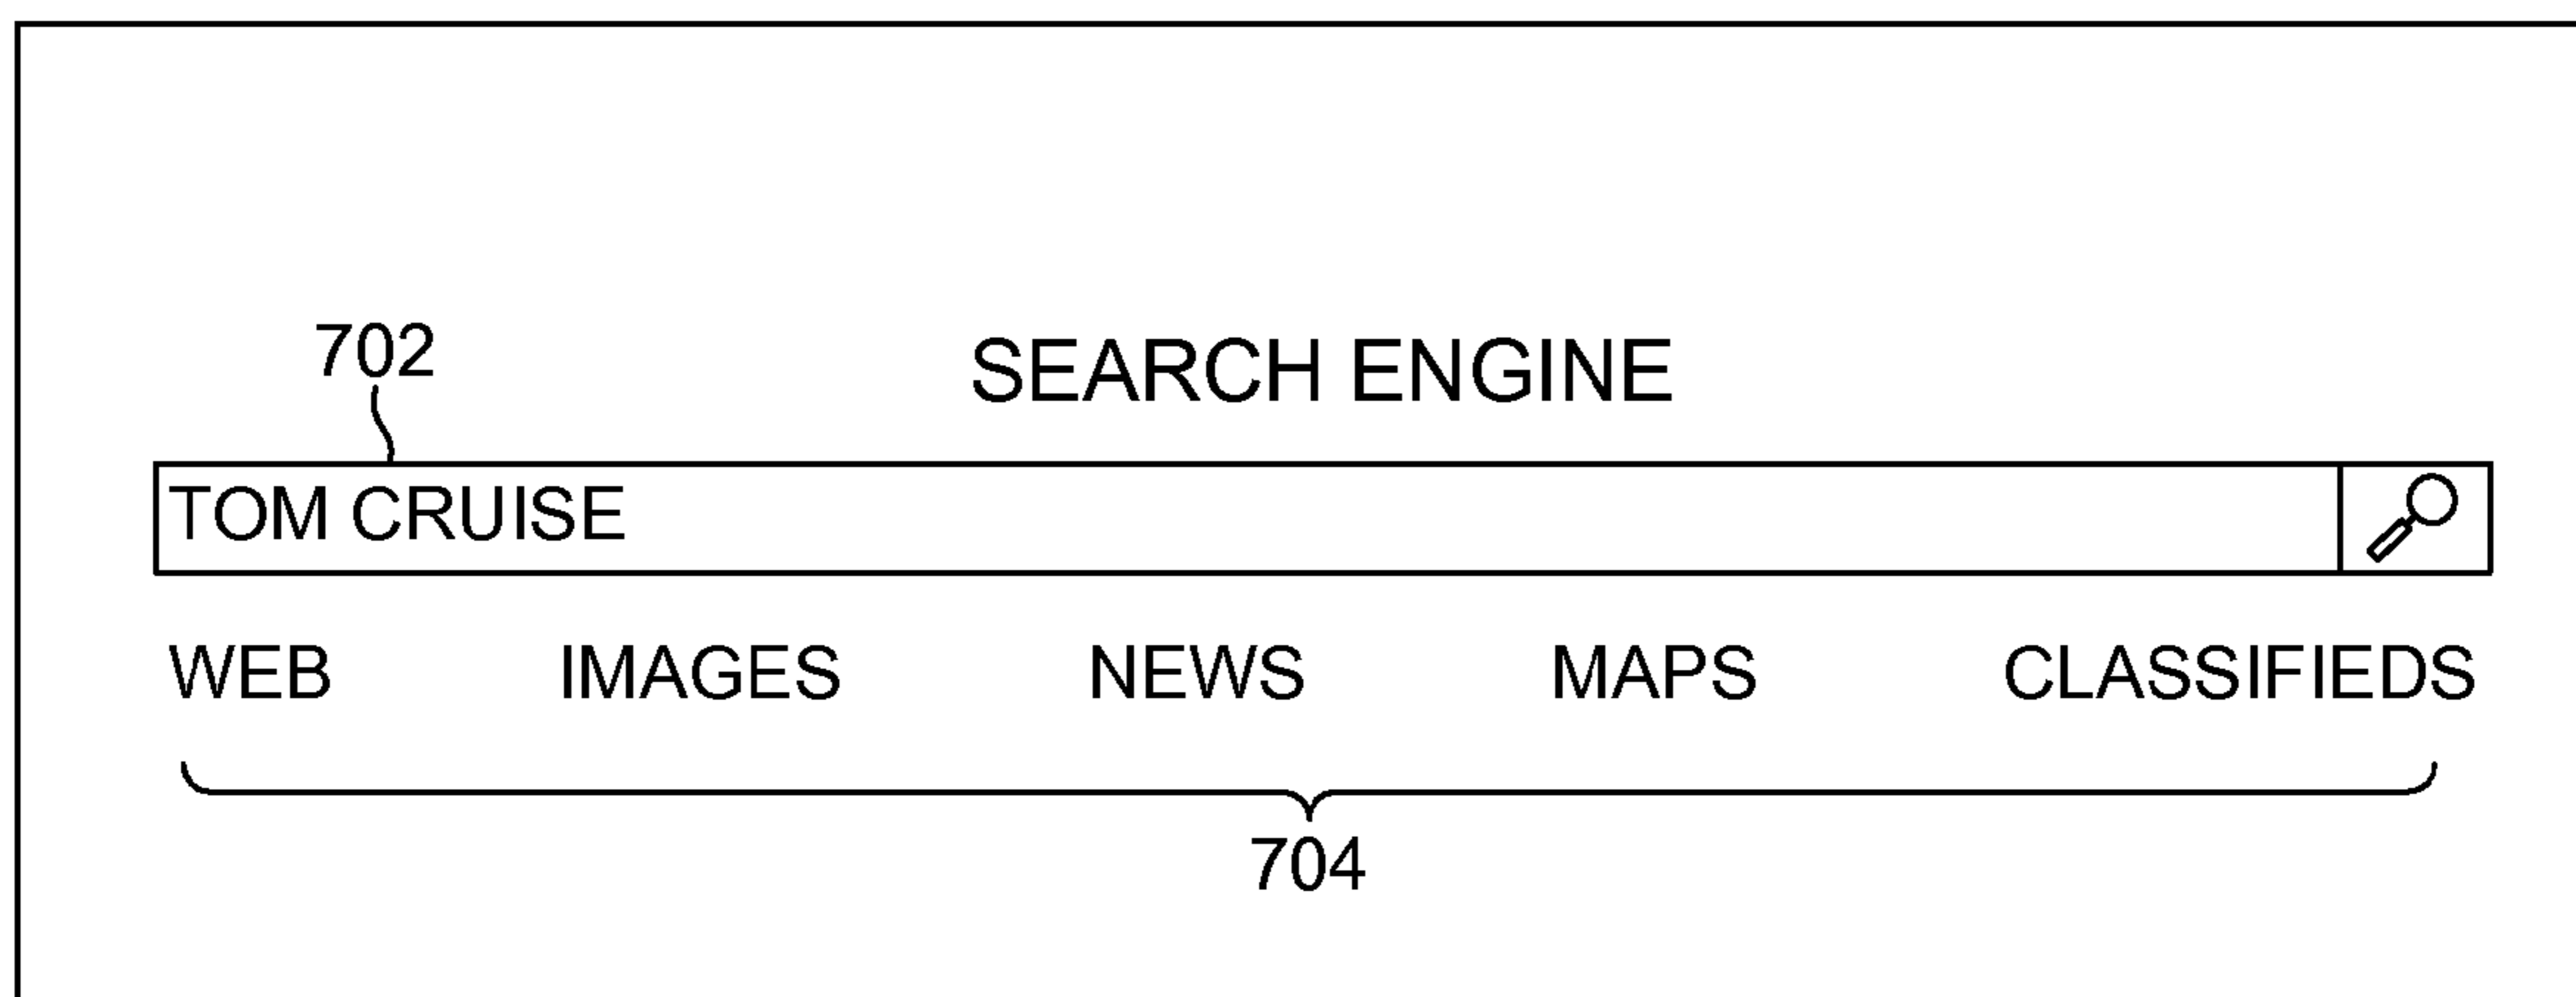 702
SEARCH ENGINE
TOM CRUISE
WEB IMAGES NEWS MAPS CLASSIFIEDS
704